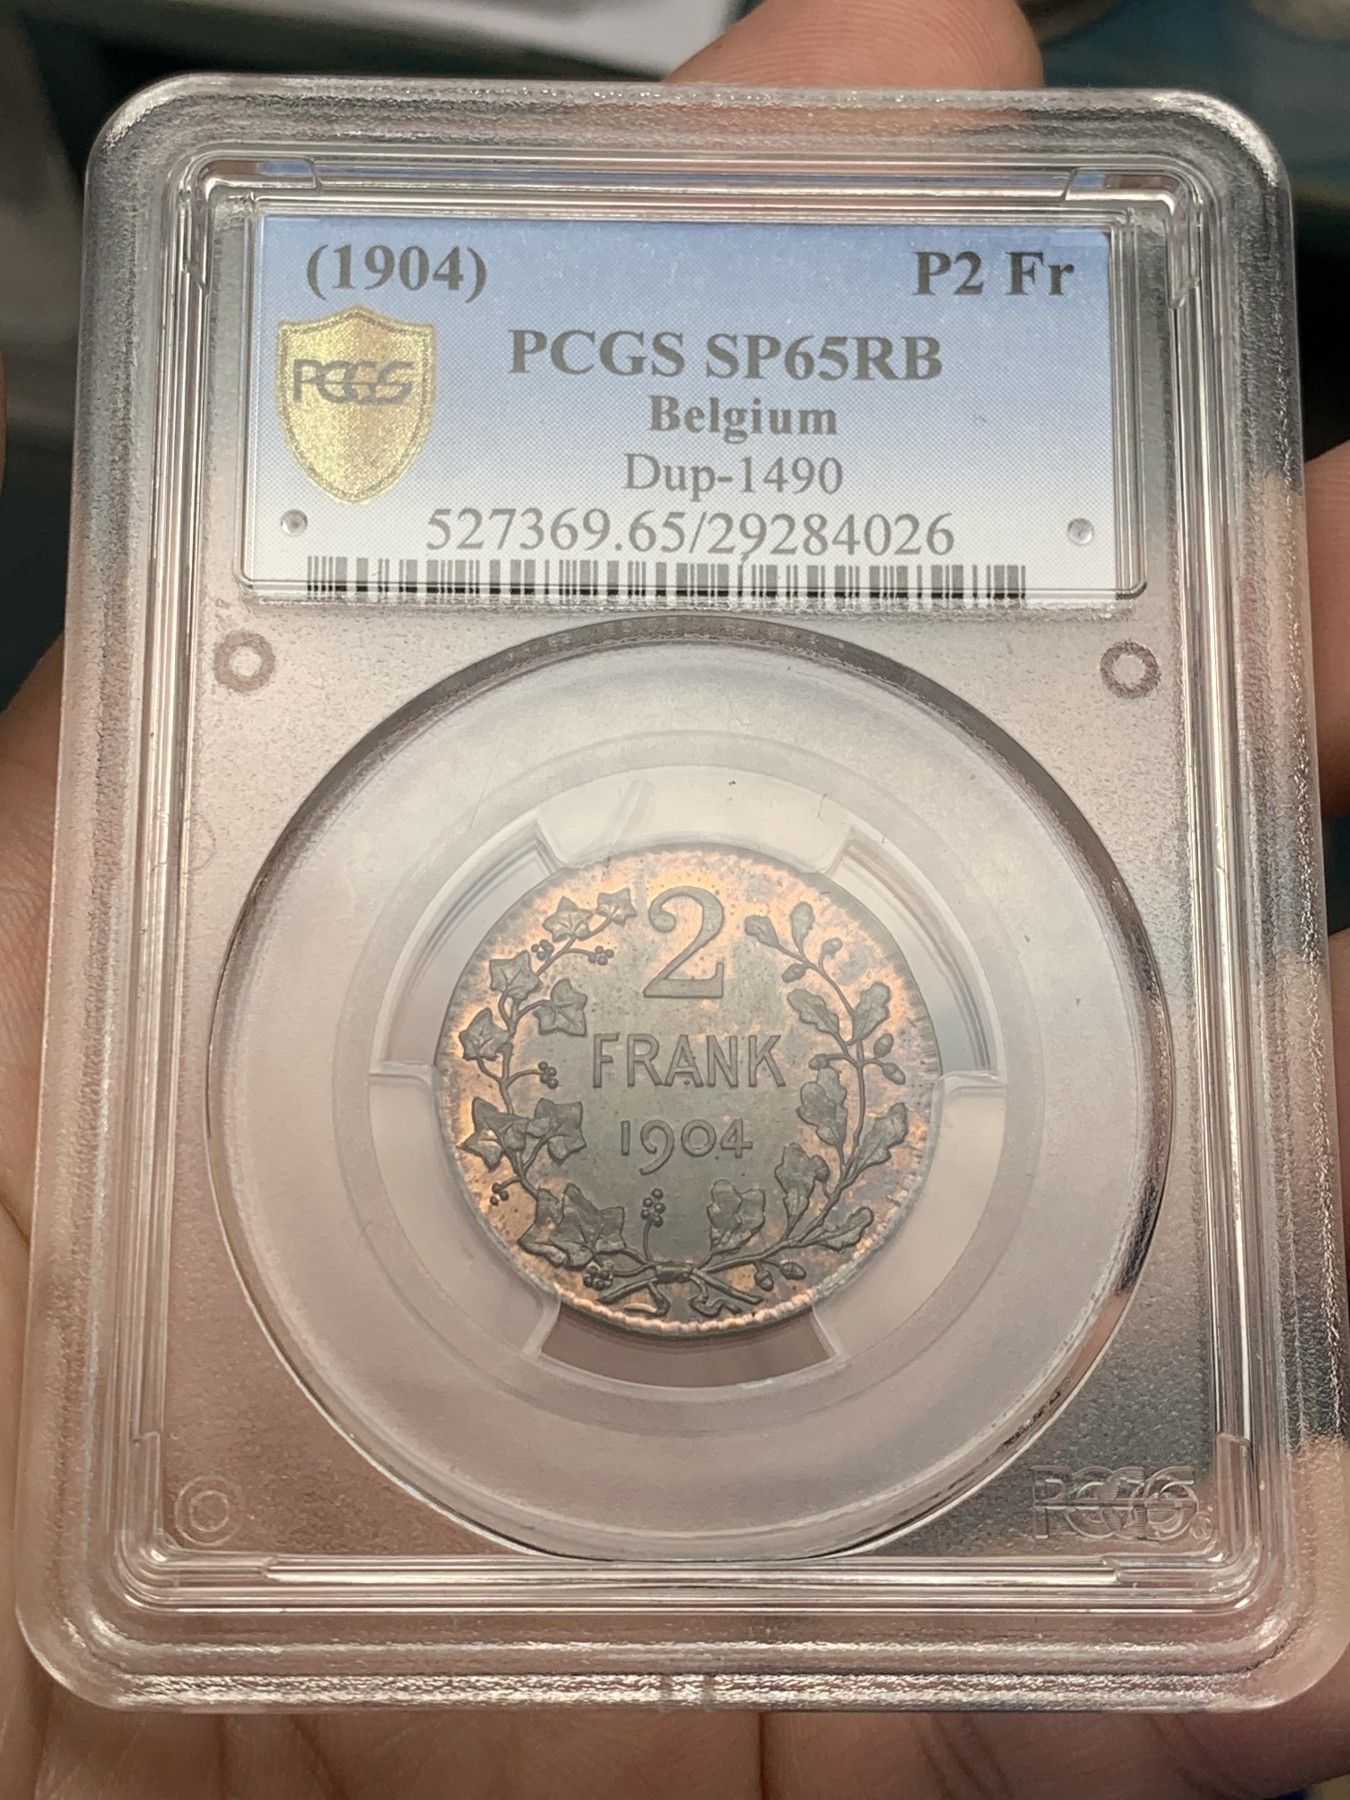 (1904) P2 Fr
PCGS SP65RB
PCGS
Belgium
Dup-1490
527369.65/29284026
2
FRANK
1904
©
PCGS